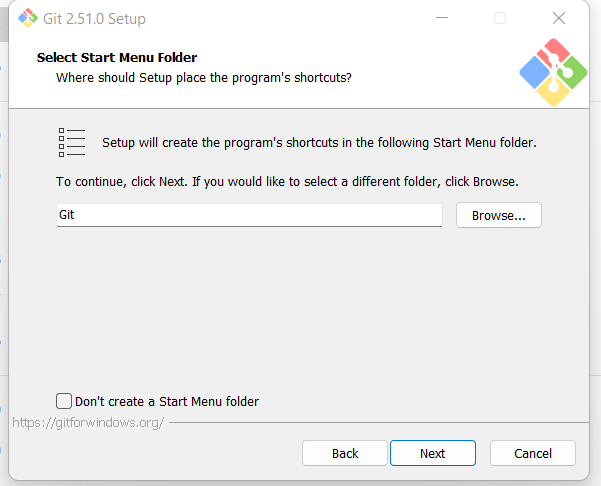 Git 2.51.0 Setup
Select Start Menu Folder
Where should Setup place the program's shortcuts?
Setup will create the program's shortcuts in the following Start Menu folder.
To continue, click Next. If you would like to select a different folder, click Browse.
Git
Browse...
Don't create a Start Menu folder
https://gitforwindows.org/
Back
Next
Cancel